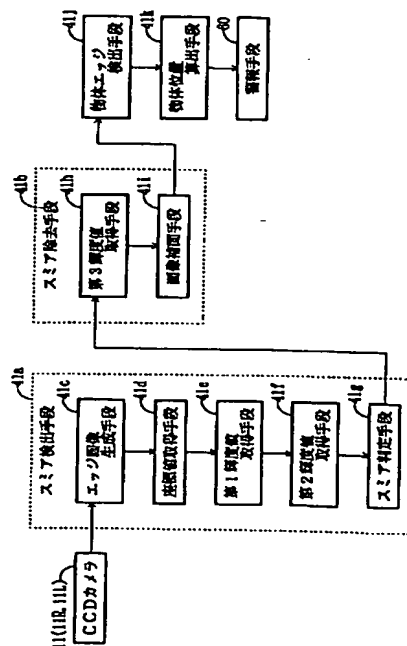 11(11R,11L)
CCDカメラ
41a
スミア検出手段
41c
エッジ画像
生成手段
41d
座標値取得手段
41e
第1輝度値
取得手段
41f
第2輝度値
取得手段
41g
スミア判定手段
41b
スミア除去手段
41h
第3輝度値
取得手段
41i
画像補間手段
41j
物体エッジ
検出手段
41k
物体位置
算出手段
60
警報手段